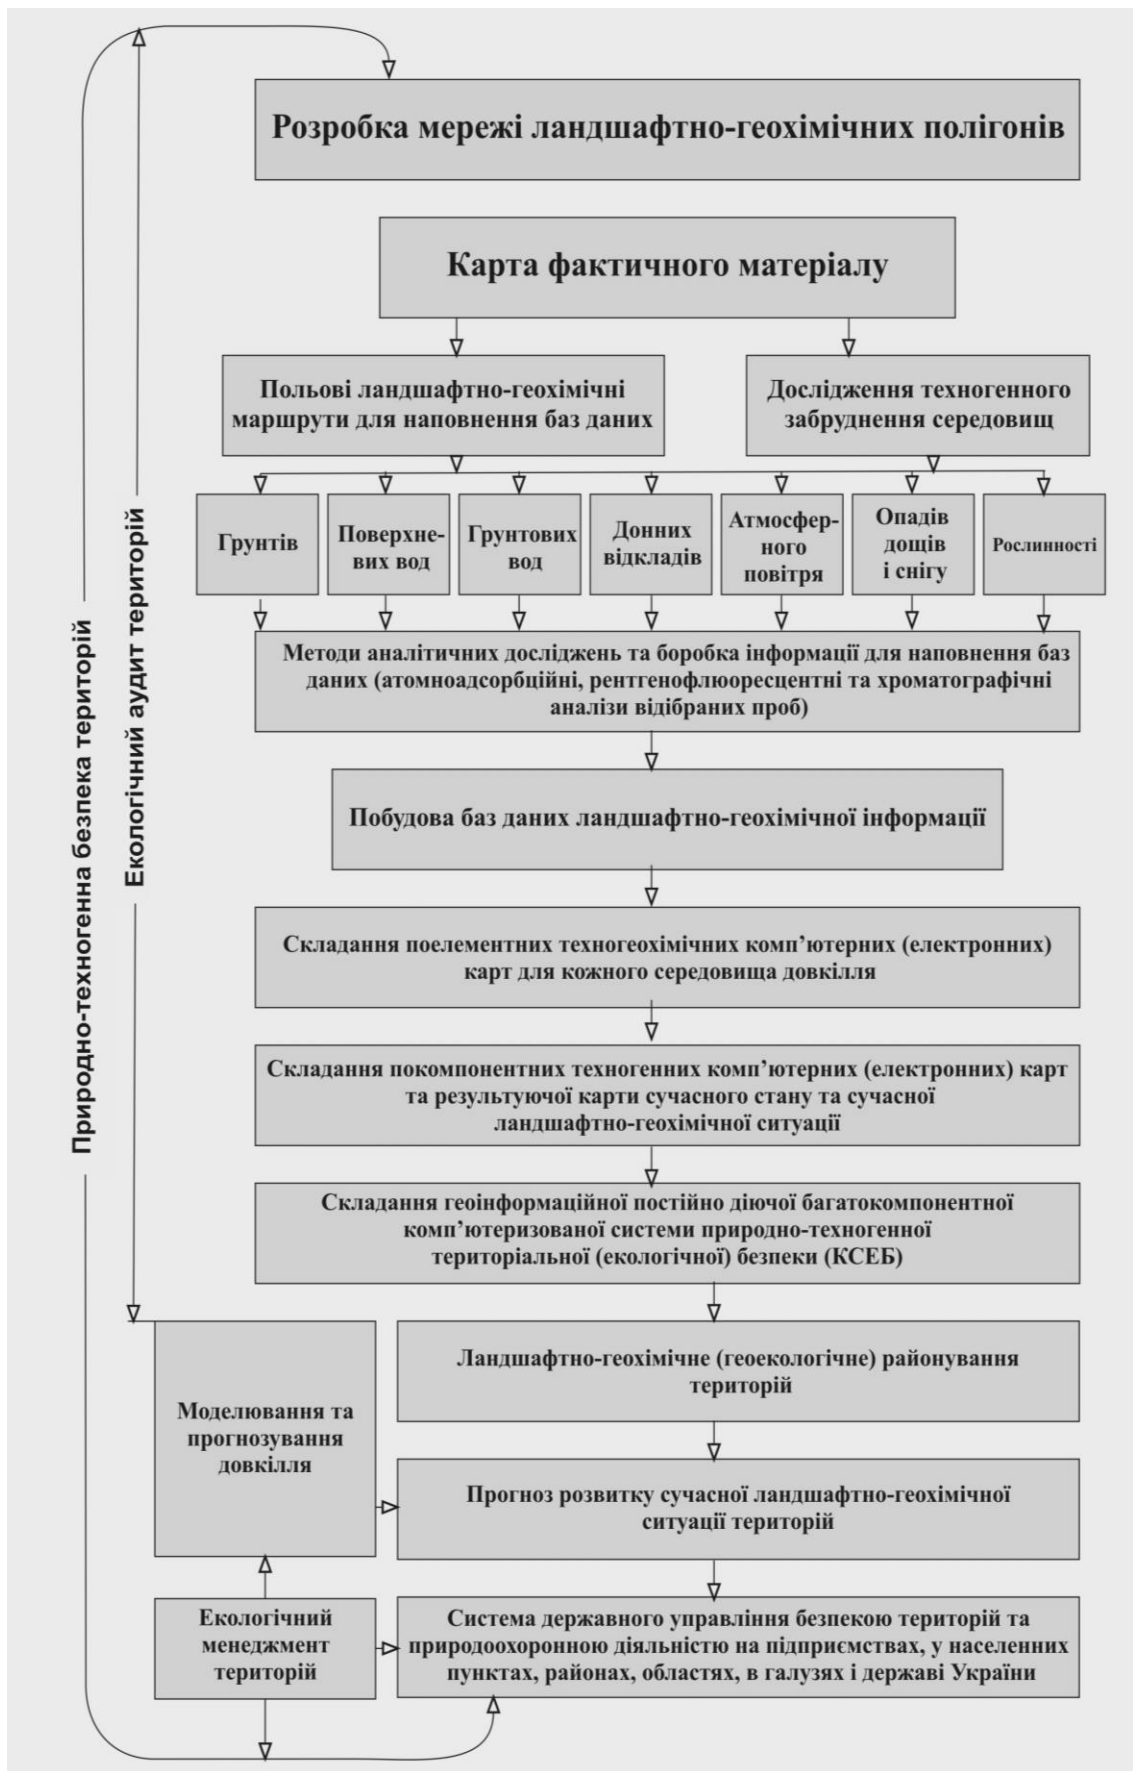 Розробка мережі ландшафтно-геохімічних полігонів
Карта фактичного матеріалу
Польові ландшафтно-геохімічні
маршрути для наповнення баз даних
Дослідження техногенного
забруднення середовищ
Грунтів
Поверхне-
вих вод
Грунтових
вод
Донних
відкладів
Атмосфер-
ного
повітря
Опадів
дощів
і снігу
Рослинності
Методи аналітичних досліджень та боробка інформації для наповнення баз
даних (атомноадсорбційні, рентгенофлюоресцентні та хроматографічні
аналізи відібраних проб)
Побудова баз даних ландшафтно-геохімічної інформації
Складання поелементних техногеохімічних комп’ютерних (електронних)
карт для кожного середовища довкілля
Складання покомпонентних техногенних комп’ютерних (електронних) карт
та результуючої карти сучасного стану та сучасної
ландшафтно-геохімічної ситуації
Складання геоінформаційної постійно діючої багатокомпонентної
комп’ютеризованої системи природно-техногенної
територіальної (екологічної) безпеки (КСЕБ)
Ландшафтно-геохімічне (геоекологічне) районування
територій
Моделювання та
прогнозування
довкілля
Прогноз розвитку сучасної ландшафтно-геохімічної
ситуації територій
Екологічний
менеджмент
територій
Система державного управління безпекою територій та
природоохоронною діяльністю на підприємствах, у населенних
пунктах, районах, областях, в галузях і державі України
Природно-техногенна безпека територій
Екологічний аудит територій